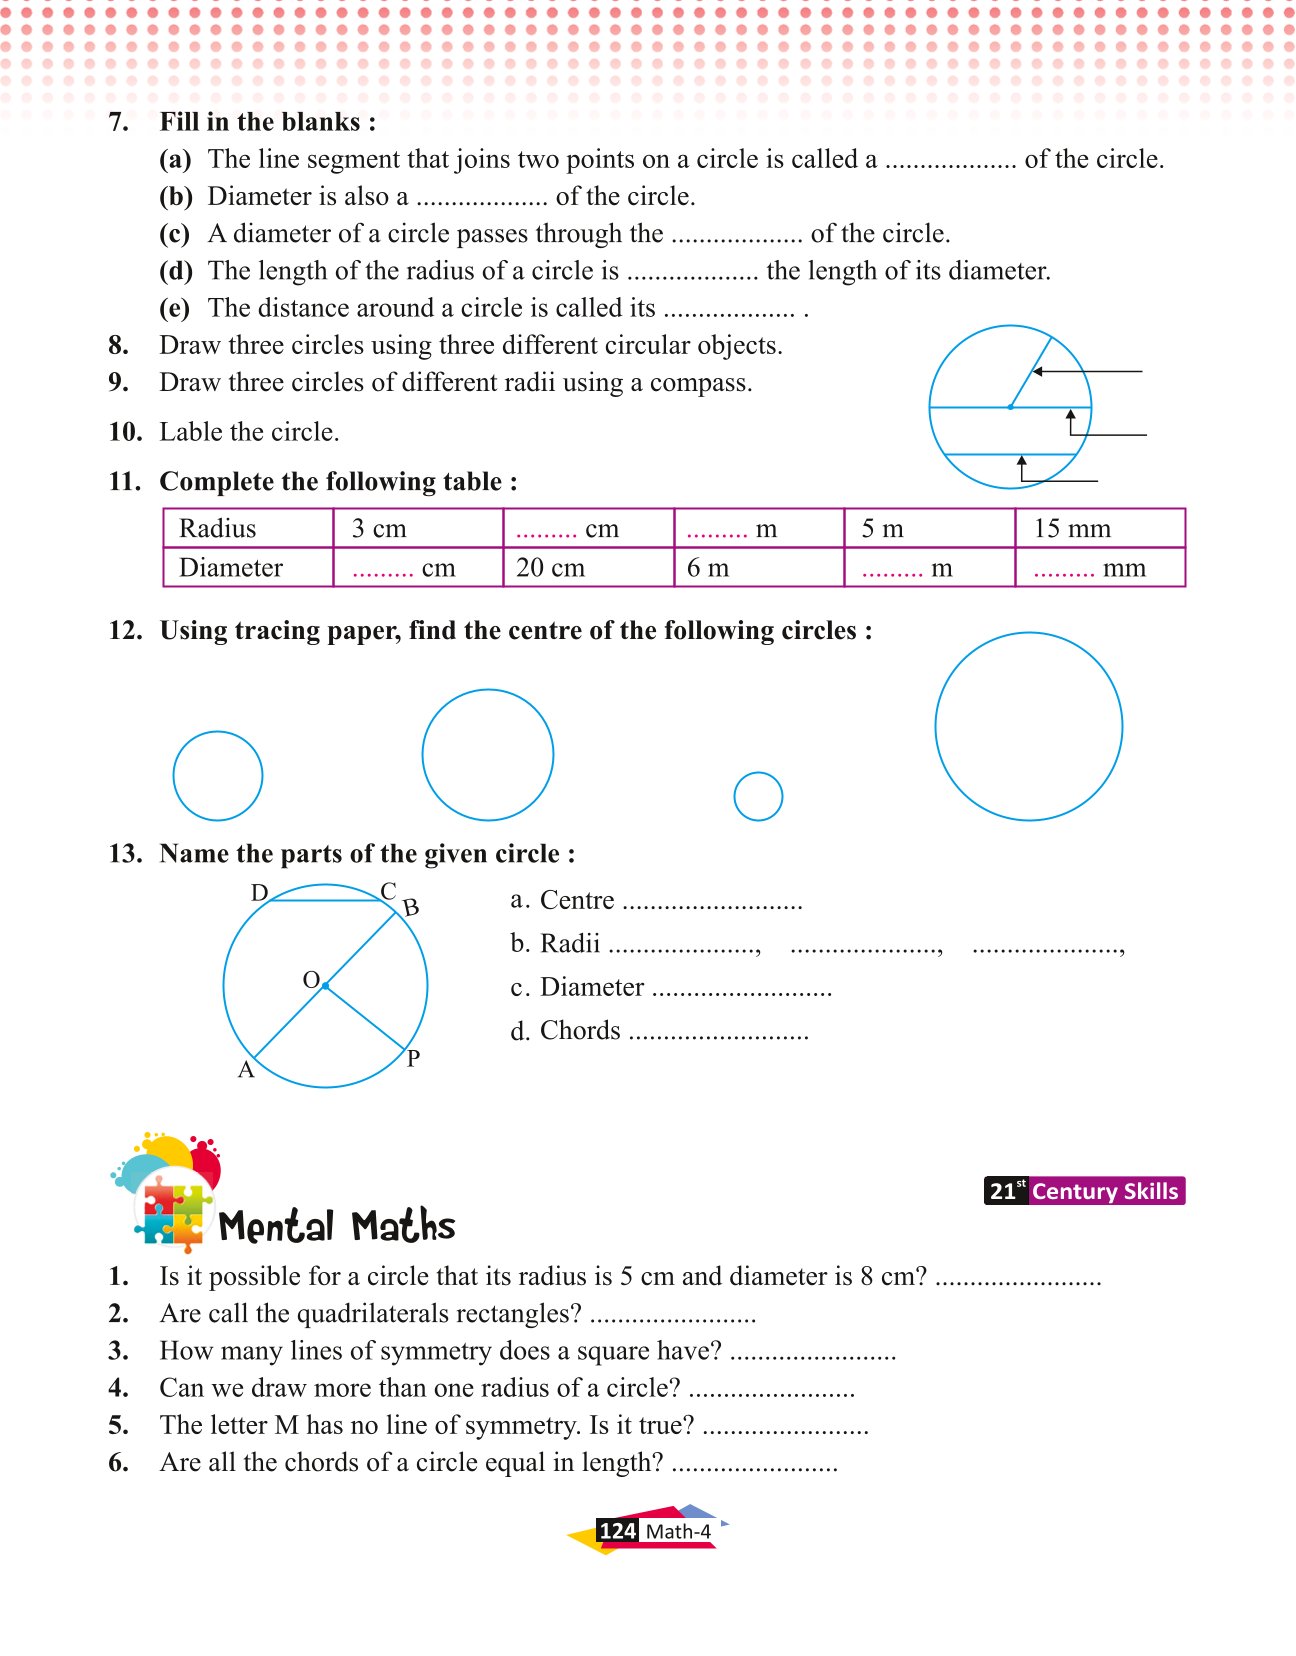 7. Fill in the blanks :
(a) The line segment that joins two points on a circle is called a ................... of the circle.
(b) Diameter is also a ................... of the circle.
(c) A diameter of a circle passes through the ................... of the circle.
(d) The length of the radius of a circle is ................... the length of its diameter.
(e) The distance around a circle is called its ................... .
8. Draw three circles using three different circular objects.
9. Draw three circles of different radii using a compass.
10. Lable the circle.
11. Complete the following table :
Radius 3 cm ......... cm ......... m 5 m 15 mm
Diameter ......... cm 20 cm 6 m ......... m ......... mm
12. Using tracing paper, find the centre of the following circles :
13. Name the parts of the given circle :
D C B
O
A P
a. Centre ..........................
b. Radii ....................., ....................., .....................,
c. Diameter ..........................
d. Chords ..........................
Mental Maths
21st Century Skills
1. Is it possible for a circle that its radius is 5 cm and diameter is 8 cm? ........................
2. Are call the quadrilaterals rectangles? ........................
3. How many lines of symmetry does a square have? ........................
4. Can we draw more than one radius of a circle? ........................
5. The letter M has no line of symmetry. Is it true? ........................
6. Are all the chords of a circle equal in length? ........................
124 Math-4